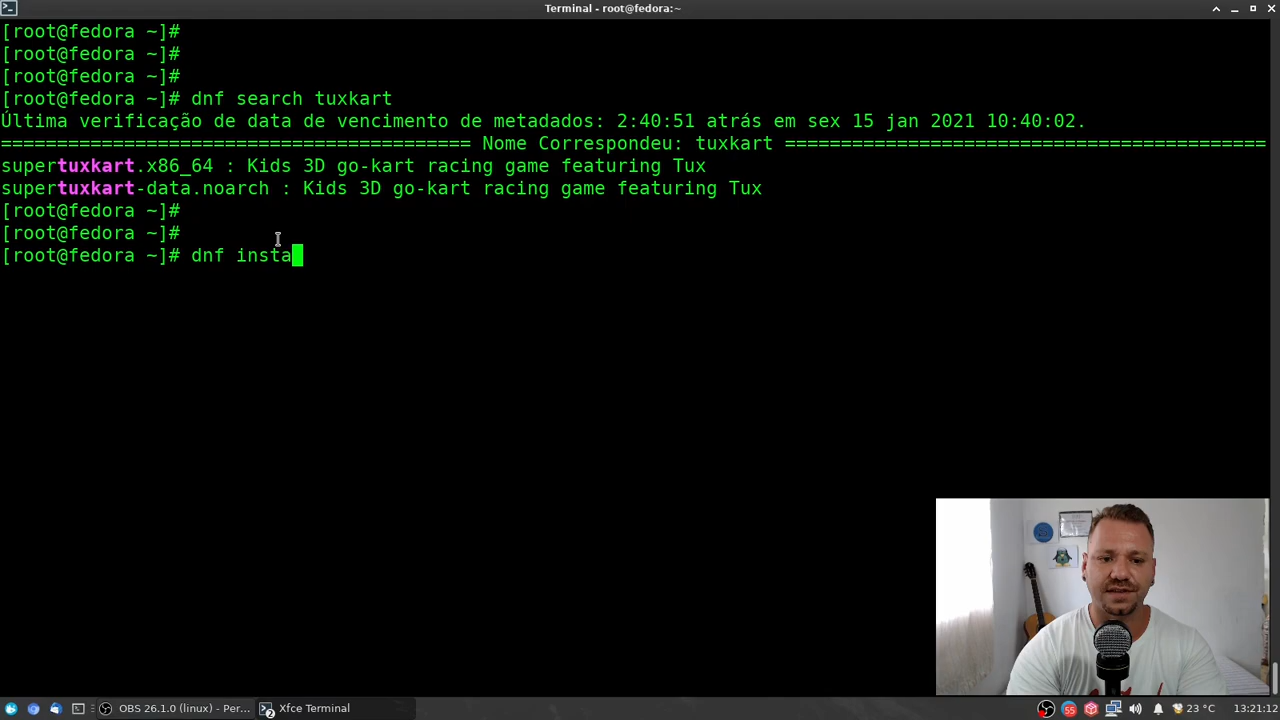 Terminal - root@fedora:~
[root@fedora ~]#
[root@fedora ~]#
[root@fedora ~]#
[root@fedora ~]# dnf search tuxkart
Última verificação de data de vencimento de metadados: 2:40:51 atrás em sex 15 jan 2021 10:40:02.
========================================= Nome Correspondeu: tuxkart ===========================================
supertuxkart.x86_64 : Kids 3D go-kart racing game featuring Tux
supertuxkart-data.noarch : Kids 3D go-kart racing game featuring Tux
[root@fedora ~]#
[root@fedora ~]#
[root@fedora ~]# dnf insta
OBS 26.1.0 (linux) - Per... 2 Xfce Terminal 55 23 °C 13:21:12